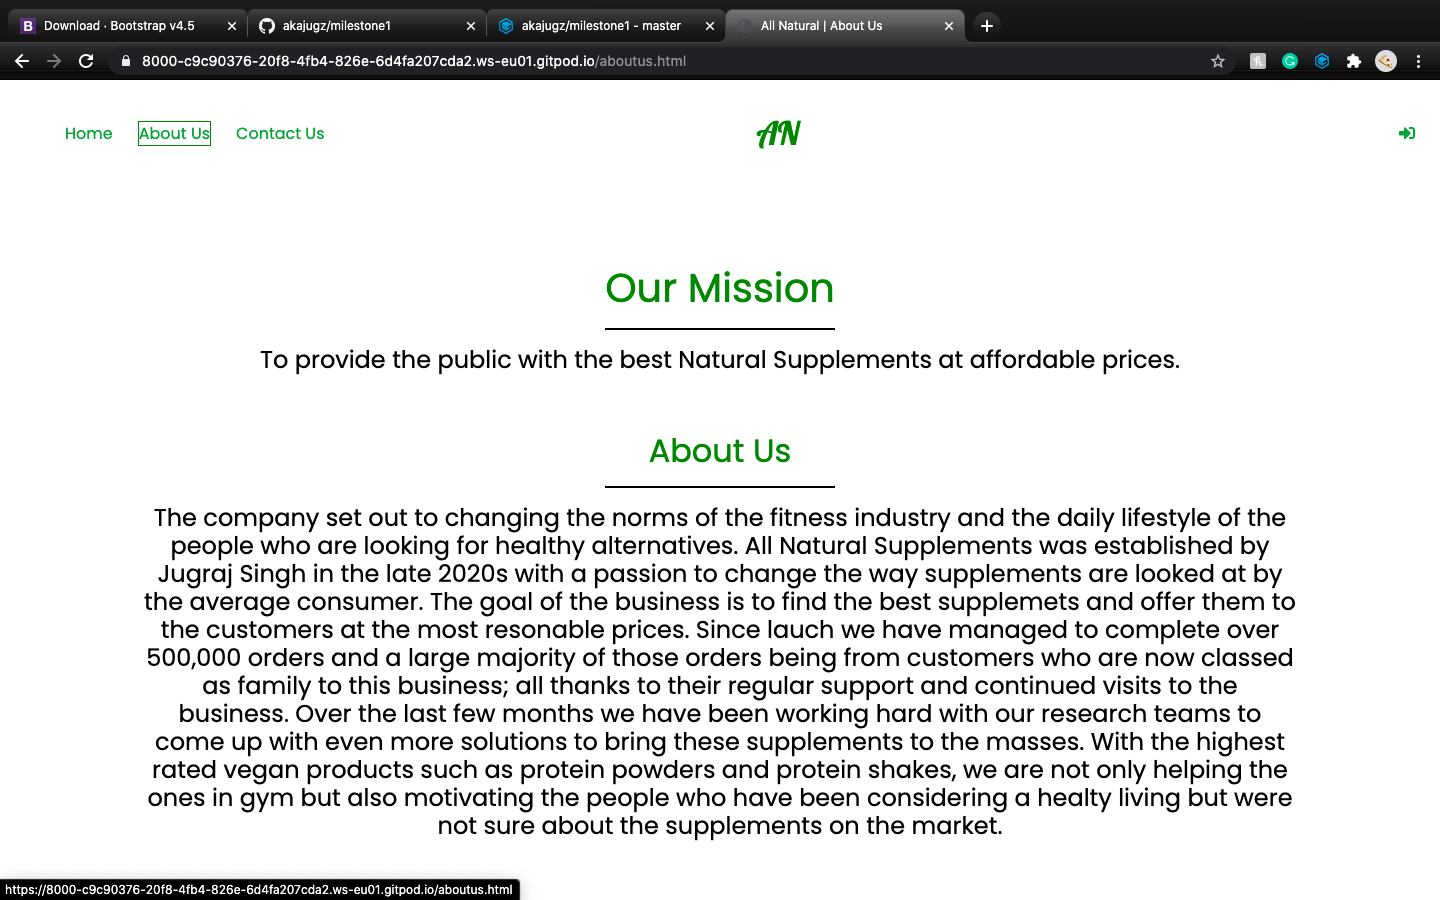 Download · Bootstrap v4.5
akajugz/milestone1
akajugz/milestone1 - master
All Natural | About Us
8000-c9c90376-20f8-4fb4-826e-6d4fa207cda2.ws-eu01.gitpod.io/aboutus.html
Home About Us Contact Us
AN
Our Mission
To provide the public with the best Natural Supplements at affordable prices.
About Us
The company set out to changing the norms of the fitness industry and the daily lifestyle of the
people who are looking for healthy alternatives. All Natural Supplements was established by
Jugraj Singh in the late 2020s with a passion to change the way supplements are looked at by
the average consumer. The goal of the business is to find the best supplemets and offer them to
the customers at the most resonable prices. Since lauch we have managed to complete over
500,000 orders and a large majority of those orders being from customers who are now classed
as family to this business; all thanks to their regular support and continued visits to the
business. Over the last few months we have been working hard with our research teams to
come up with even more solutions to bring these supplements to the masses. With the highest
rated vegan products such as protein powders and protein shakes, we are not only helping the
ones in gym but also motivating the people who have been considering a healty living but were
not sure about the supplements on the market.
https://8000-c9c90376-20f8-4fb4-826e-6d4fa207cda2.ws-eu01.gitpod.io/aboutus.html